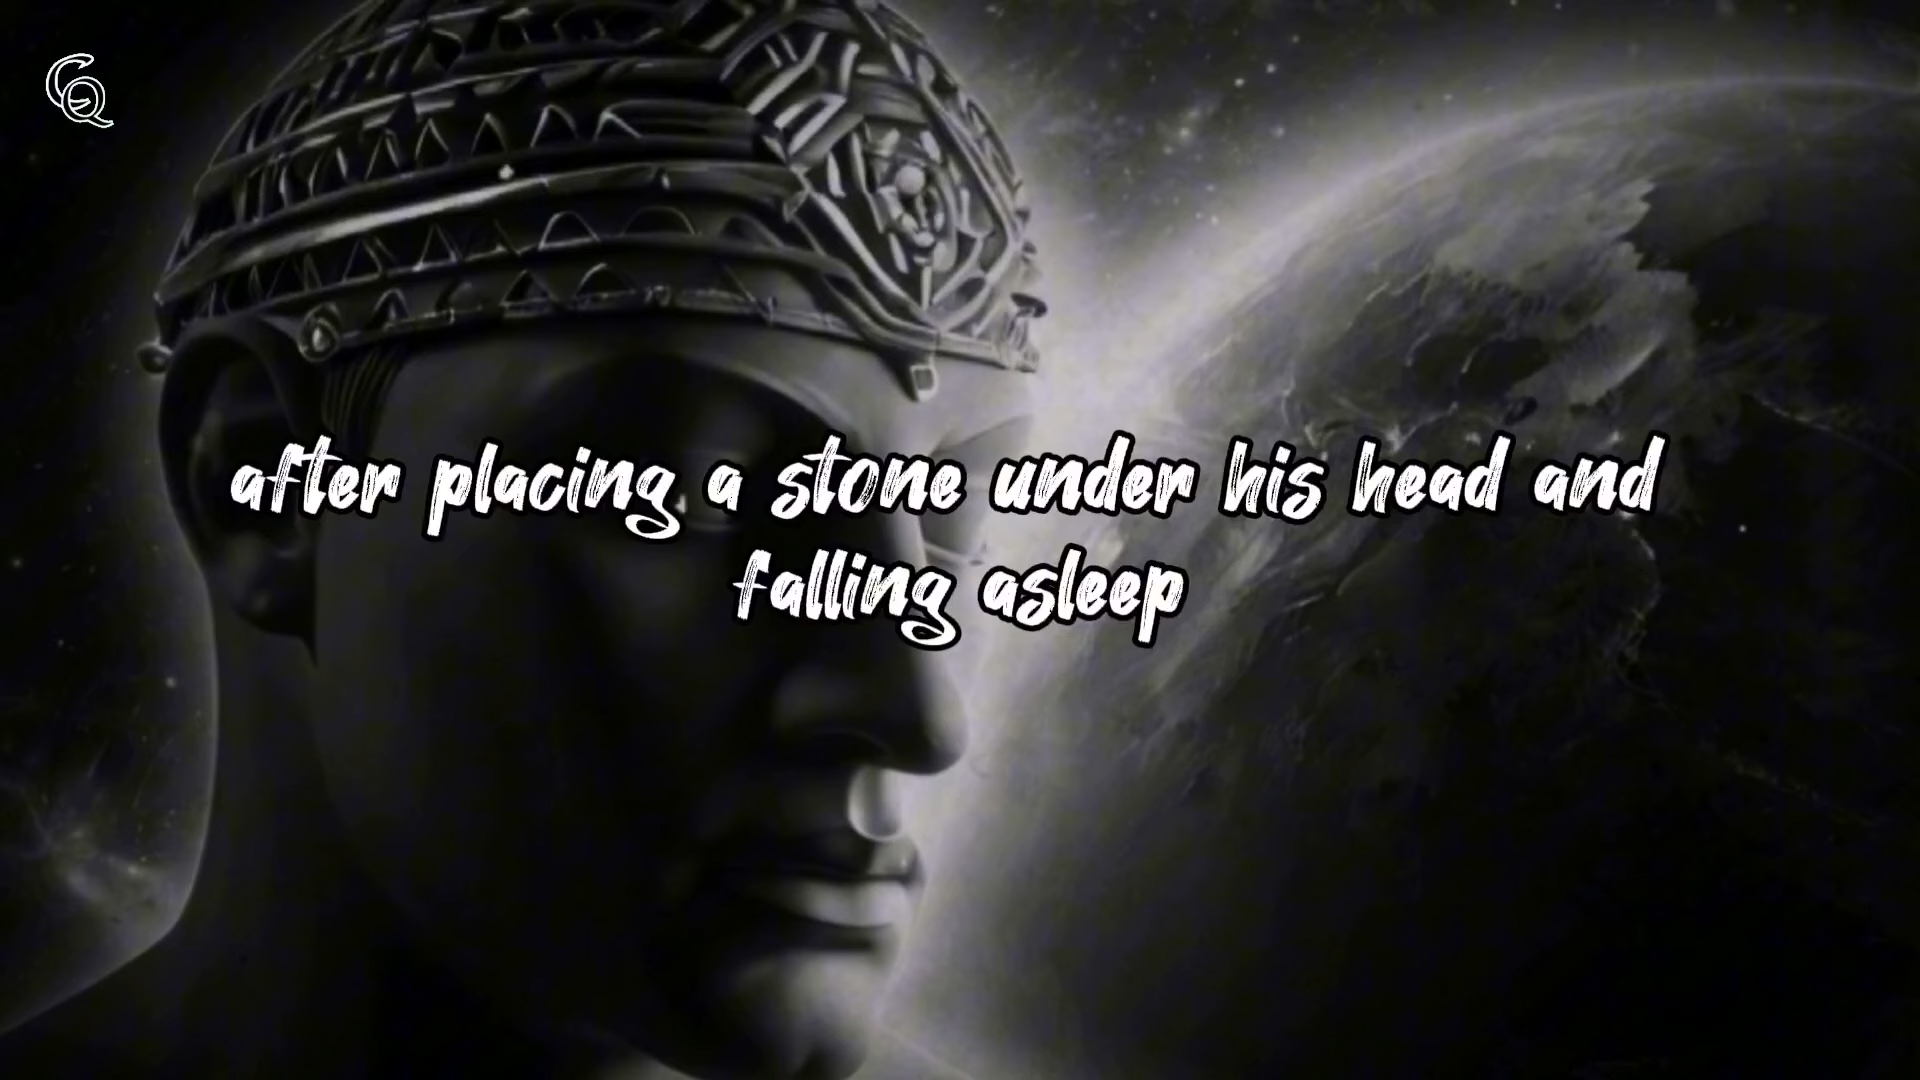 after placing a stone under his head and
falling asleep